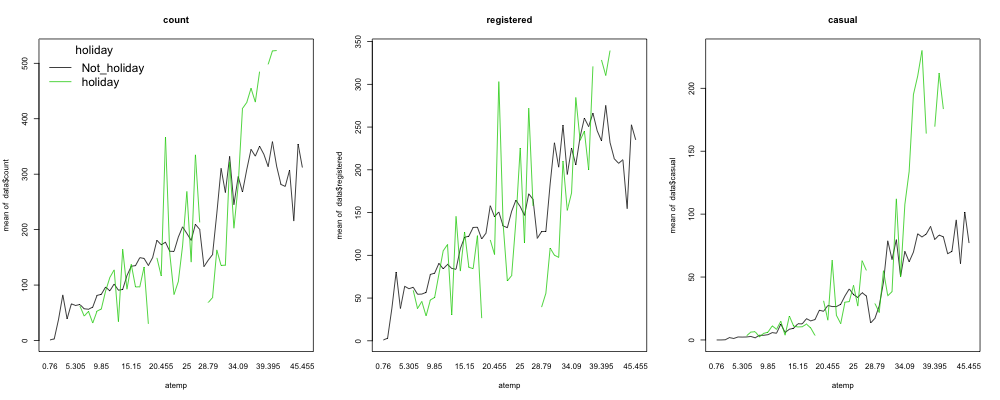 count
mean of data$count
0
100
200
300
400
500
holiday
Not_holiday
holiday
0.76 5.305 9.85 15.15 20.455 25 28.79 34.09 39.395 45.455
atemp
registered
mean of data$registered
0
50
100
150
200
250
300
350
0.76 5.305 9.85 15.15 20.455 25 28.79 34.09 39.395 45.455
atemp
casual
mean of data$casual
0
50
100
150
200
0.76 5.305 9.85 15.15 20.455 25 28.79 34.09 39.395 45.455
atemp